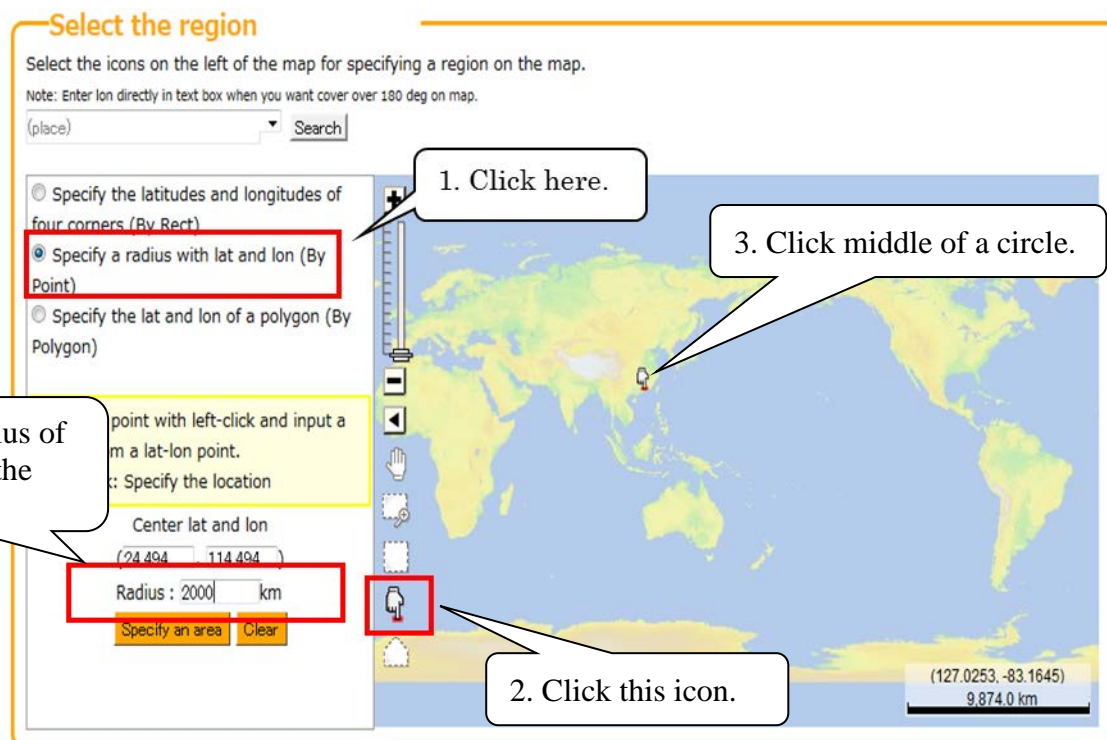 Select the region
Select the icons on the left of the map for specifying a region on the map.
Note: Enter lon directly in text box when you want cover over 180 deg on map.
(place)
Search
1. Click here.
Specify the latitudes and longitudes of
four corners (By Rect)
Specify a radius with lat and lon (By
Point)
Specify the lat and lon of a polygon (By
Polygon)
3. Click middle of a circle.
point with left-click and input a
m a lat-lon point.
: Specify the location
of
the
Center lat and lon
(24.494 , 114.494 )
Radius : 2000 km
Specify an area Clear
2. Click this icon.
(127.0253, -83.1645)
9,874.0 km